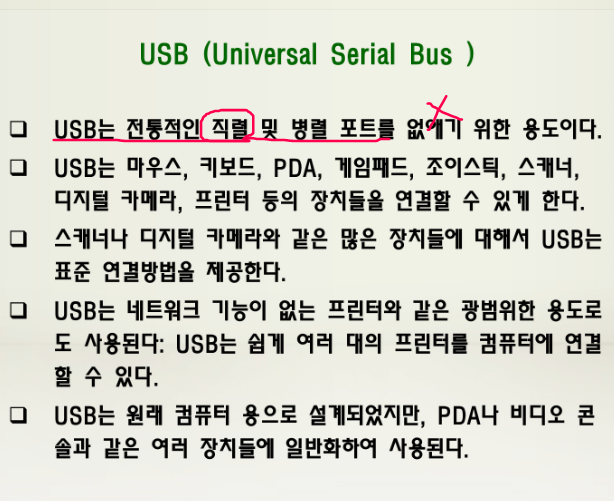 USB (Universal Serial Bus )
❑ USB는 전통적인 직렬 및 병렬 포트를 없애기 위한 용도이다.
❑ USB는 마우스, 키보드, PDA, 게임패드, 조이스틱, 스캐너,
디지털 카메라, 프린터 등의 장치들을 연결할 수 있게 한다.
❑ 스캐너나 디지털 카메라와 같은 많은 장치들에 대해서 USB는
표준 연결방법을 제공한다.
❑ USB는 네트워크 기능이 없는 프린터와 같은 광범위한 용도로
도 사용된다: USB는 쉽게 여러 대의 프린터를 컴퓨터에 연결
할 수 있다.
❑ USB는 원래 컴퓨터 용으로 설계되었지만, PDA나 비디오 콘
솔과 같은 여러 장치들에 일반화하여 사용된다.